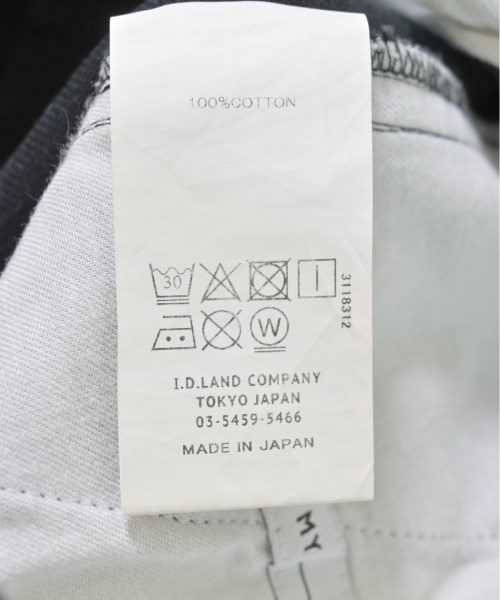 100%COTTON
30
3118312
W
I.D.LAND COMPANY
TOKYO JAPAN
03-5459-5466
MADE IN JAPAN
MY